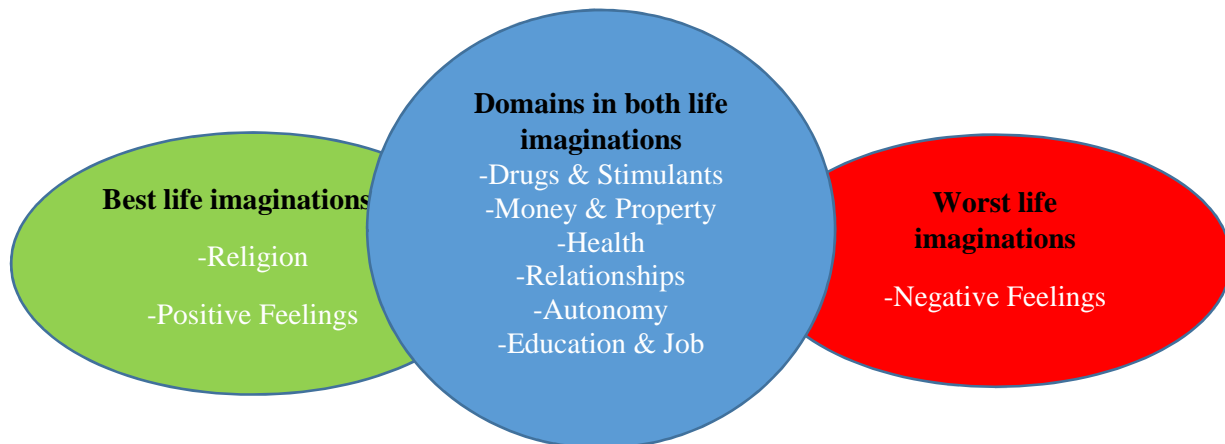 Best life imaginations
-Religion
-Positive Feelings
Domains in both life
imaginations
-Drugs & Stimulants
-Money & Property
-Health
-Relationships
-Autonomy
-Education & Job
Worst life
imaginations
-Negative Feelings